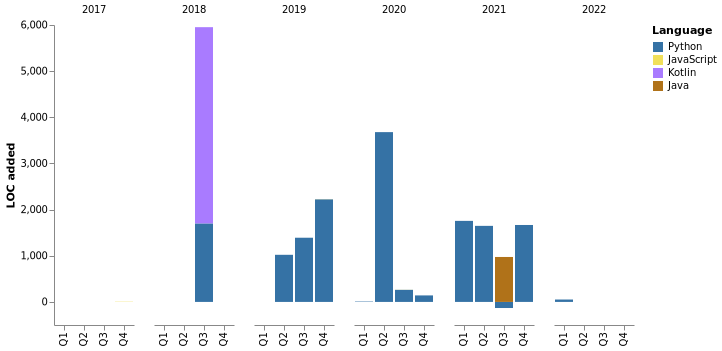 2017 2018 2019 2020 2021 2022
Language
Python
JavaScript
Kotlin
Java
LOC added
6,000
5,000
4,000
3,000
2,000
1,000
0
Q1 Q2 Q3 Q4 Q1 Q2 Q3 Q4 Q1 Q2 Q3 Q4 Q1 Q2 Q3 Q4 Q1 Q2 Q3 Q4 Q1 Q2 Q3 Q4